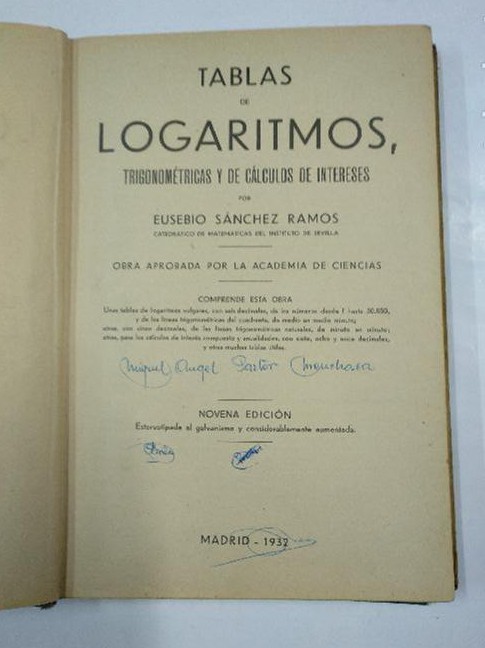 TABLAS
DE
LOGARITMOS,
TRIGONOMÉTRICAS Y DE CÁLCULOS DE INTERESES
POR
EUSEBIO SÁNCHEZ RAMOS
CATEDRÁTICO DE MATEMÁTICAS DEL INSTITUTO DE SEVILLA
OBRA APROBADA POR LA ACADEMIA DE CIENCIAS
COMPRENDE ESTA OBRA
Unas tablas de logaritmos vulgares, con seis decimales, de los números desde 1 hasta
y de las líneas trigonométricas del cuadrante, de medio en medio minuto;
otras, con cinco decimales, de las líneas trigonométricas naturales, de minuto en minuto;
otras, para los cálculos de interés compuesto y anualidades, con siete, ocho y once decimales,
y otras muchas tablas útiles.
Miguel Angel Pastor
NOVENA EDICIÓN
Estereotipada al galvanismo y considerablemente aumentada.
MADRID - 1932